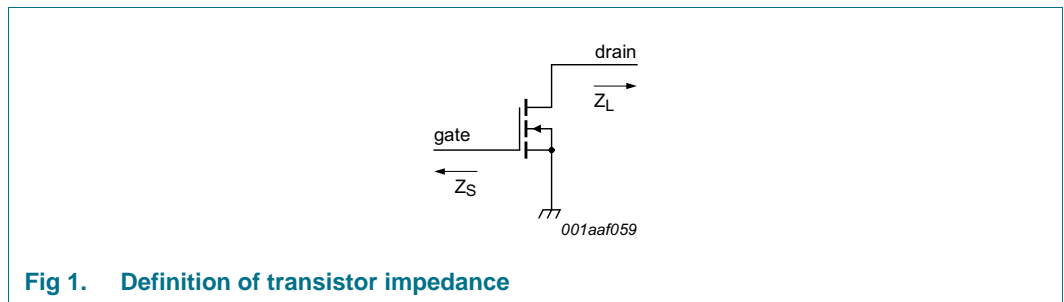 drain
Z_L
gate
Z_S
001aaf059
Fig 1. Definition of transistor impedance